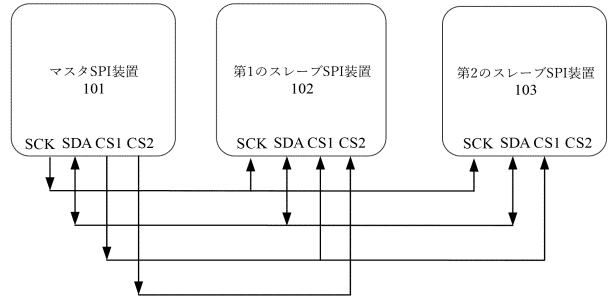 マスタSPI装置
101
SCK SDA CS1 CS2
第1のスレーブSPI装置
102
SCK SDA CS1 CS2
第2のスレーブSPI装置
103
SCK SDA CS1 CS2